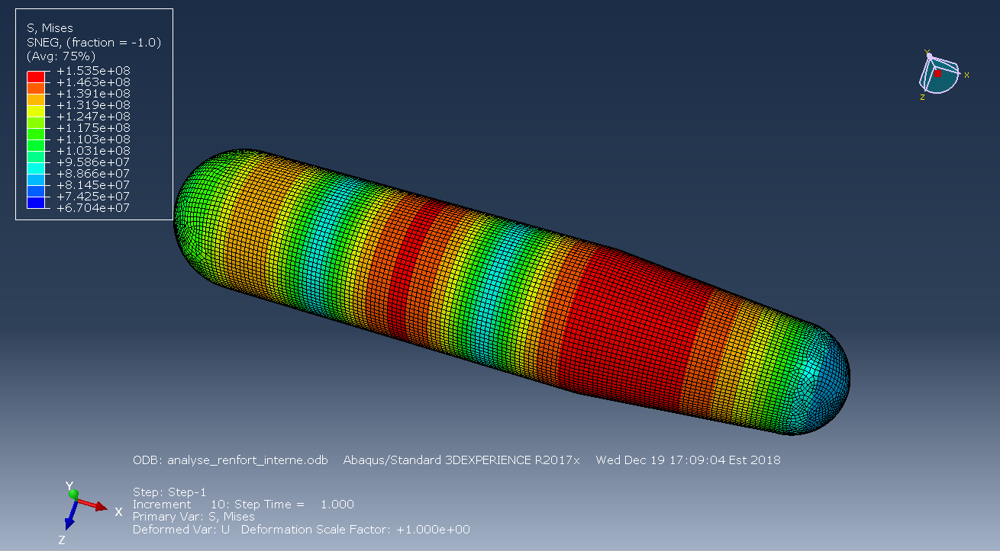 S, Mises
SNEG, (fraction = -1.0)
(Avg: 75%)
+1.535e+08
+1.463e+08
+1.391e+08
+1.319e+08
+1.247e+08
+1.175e+08
+1.103e+08
+1.031e+08
+9.586e+07
+8.866e+07
+8.145e+07
+7.425e+07
+6.704e+07
Y
X
Z
ODB: analyse_renfort_interne.odb    Abaqus/Standard 3DEXPERIENCE R2017x    Wed Dec 19 17:09:04 Est 2018
Y
X
Z
Step: Step-1
Increment    10: Step Time =    1.000
Primary Var: S, Mises
Deformed Var: U   Deformation Scale Factor: +1.000e+00